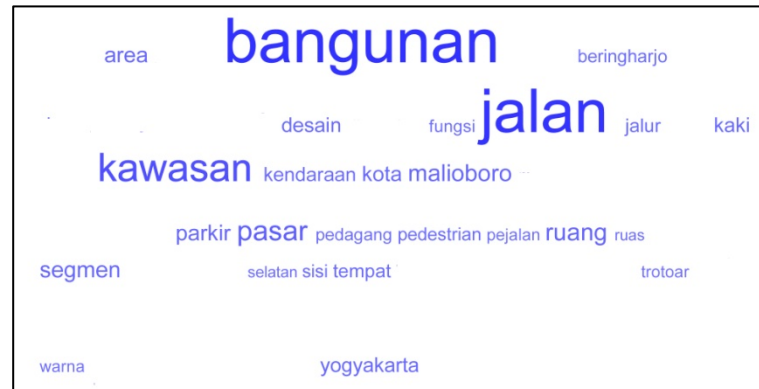 area bangunan beringharjo
desain fungsi jalan jalur kaki
kawasan kendaraan kota malioboro
parkir pasar pedagang pedestrian pejalan ruang ruas
segmen selatan sisi tempat trotoar
warna yogyakarta